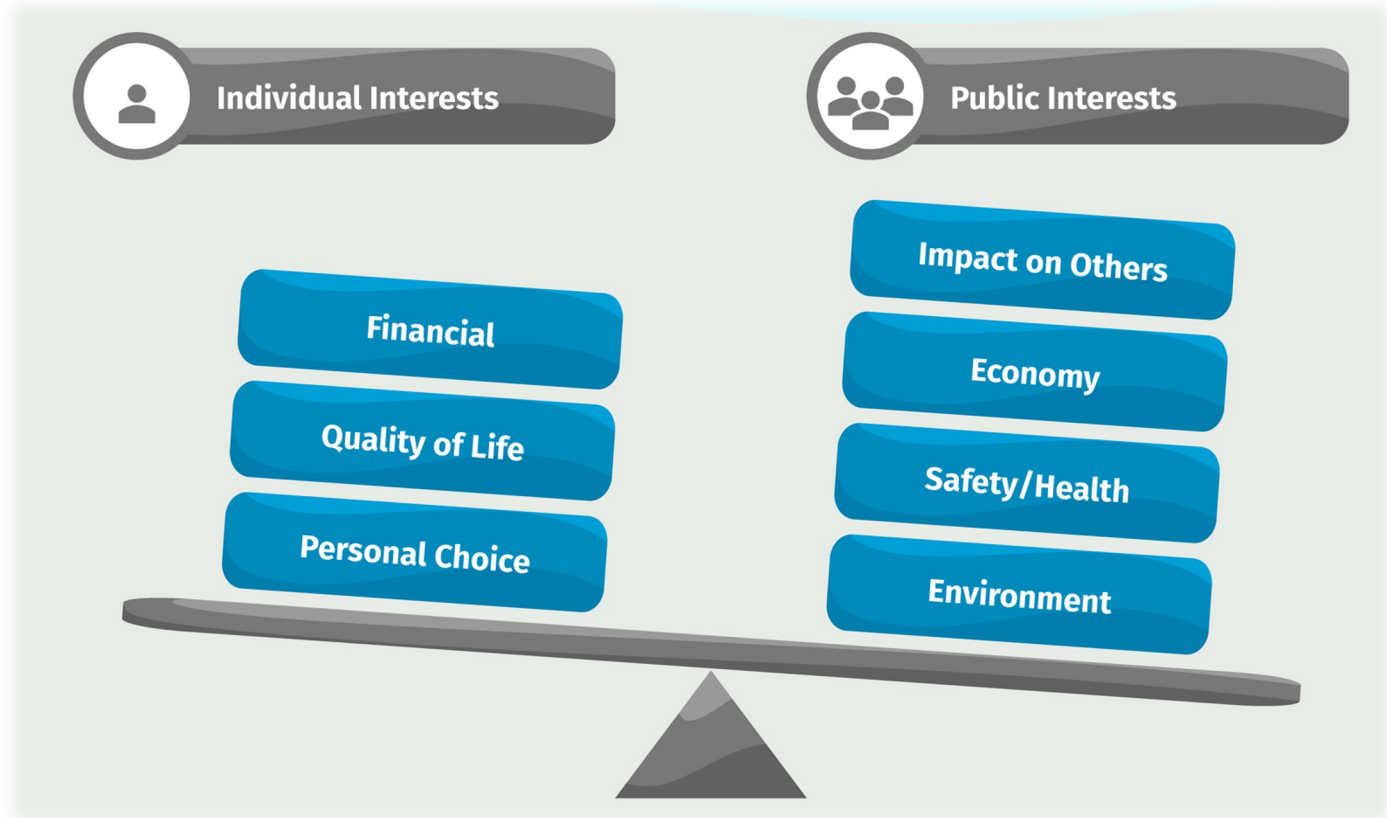 Individual Interests
Public Interests
Financial
Quality of Life
Personal Choice
Impact on Others
Economy
Safety/Health
Environment